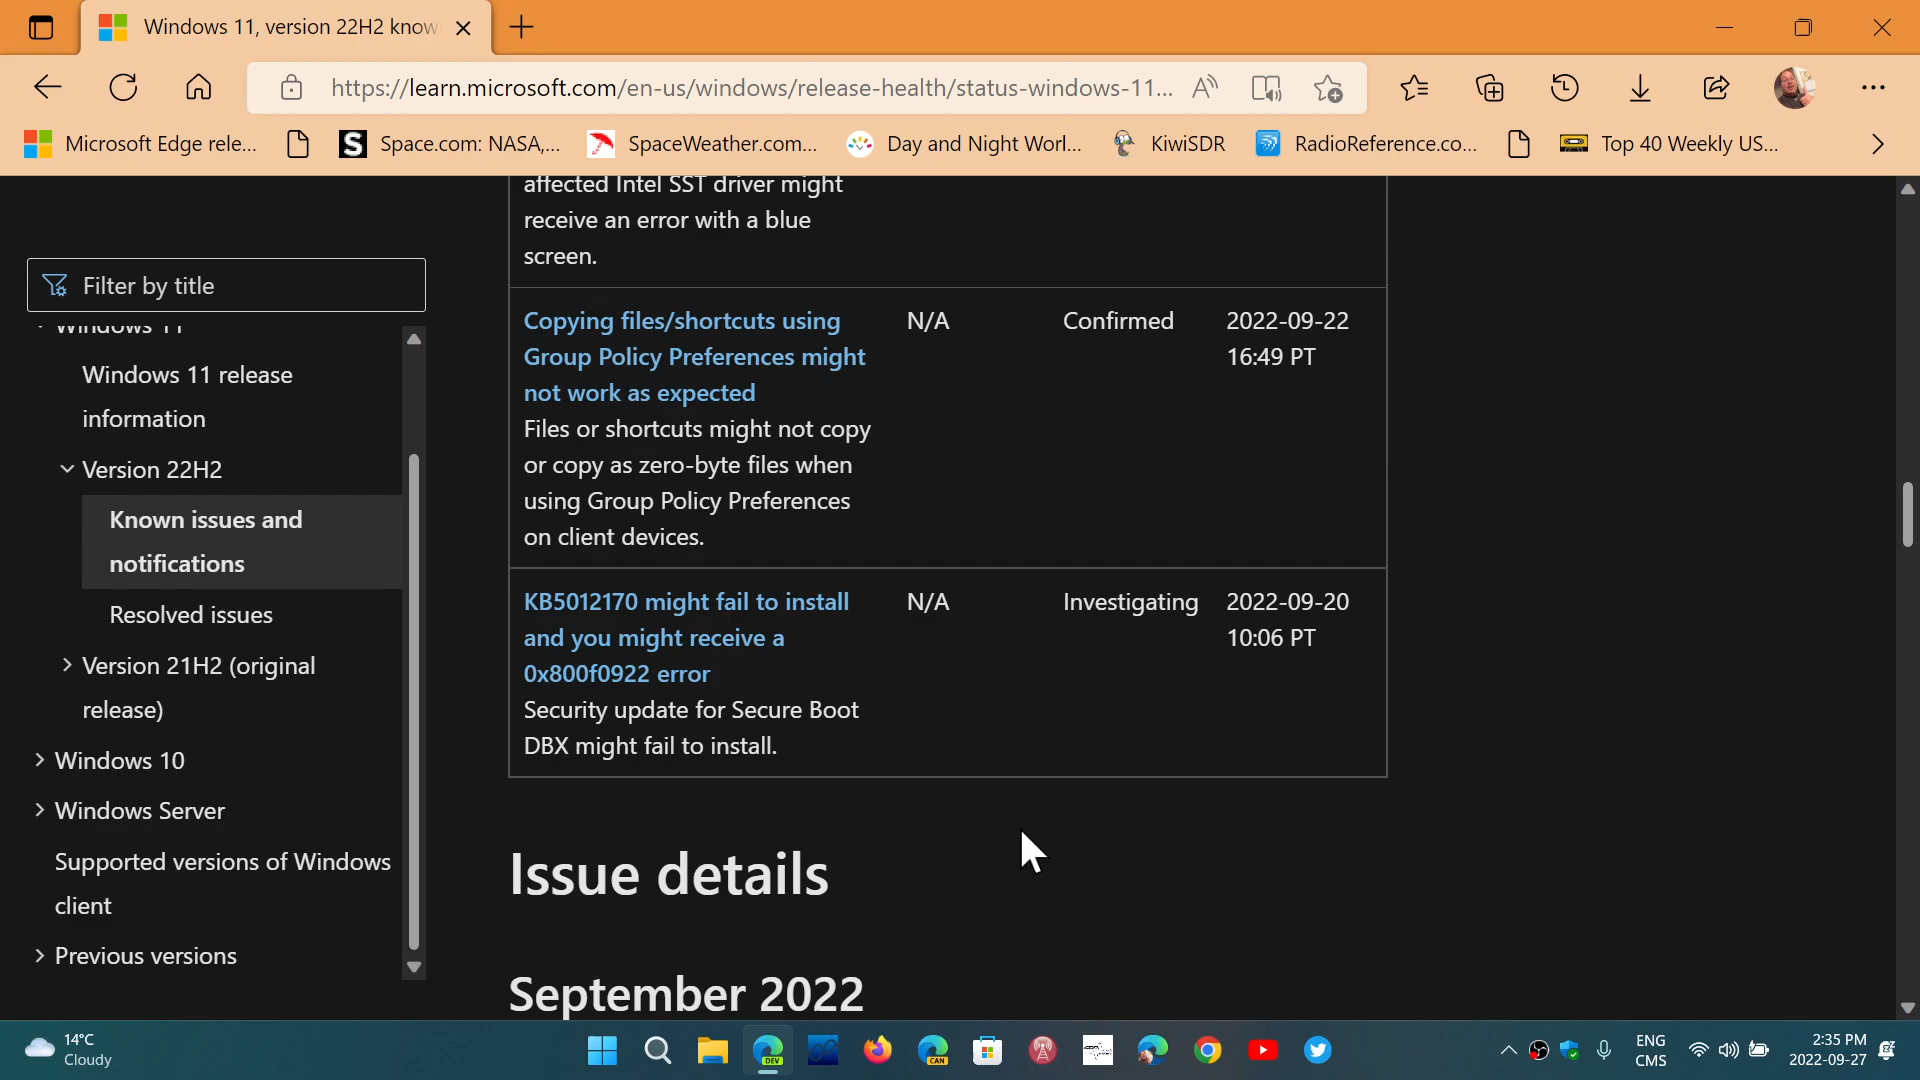 Windows 11, version 22H2 know
https://learn.microsoft.com/en-us/windows/release-health/status-windows-11...
Microsoft Edge rele...
Space.com: NASA,...
SpaceWeather.com...
Day and Night Worl...
KiwiSDR
RadioReference.co...
Top 40 Weekly US...
Filter by title
Windows 11
Windows 11 release
information
Version 22H2
Known issues and
notifications
Resolved issues
Version 21H2 (original
release)
Windows 10
Windows Server
Supported versions of Windows
client
Previous versions
affected Intel SST driver might
receive an error with a blue
screen.
Copying files/shortcuts using N/A Confirmed 2022-09-22
Group Policy Preferences might 16:49 PT
not work as expected
Files or shortcuts might not copy
or copy as zero-byte files when
using Group Policy Preferences
on client devices.
KB5012170 might fail to install N/A Investigating 2022-09-20
and you might receive a 10:06 PT
0x800f0922 error
Security update for Secure Boot
DBX might fail to install.
Issue details
September 2022
14°C
Cloudy
DEV
CAN
ENG
CMS
2:35 PM
2022-09-27